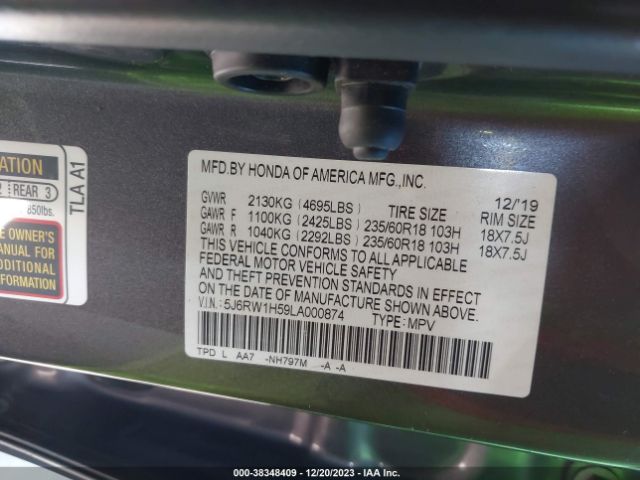 ATION
2 REAR 3
850lbs.
E OWNER'S
ANUAL FOR
DDITIONAL
ORMATION
TLA A1
MFD.BY HONDA OF AMERICA MFG.,INC.
12/'19
GVWR 2130KG (4695LBS) TIRE SIZE RIM SIZE
GAWR F 1100KG (2425LBS) 235/60R18 103H 18X7.5J
GAWR R 1040KG (2292LBS) 235/60R18 103H 18X7.5J
THIS VEHICLE CONFORMS TO ALL APPLICABLE
FEDERAL MOTOR VEHICLE SAFETY
AND THEFT PREVENTION STANDARDS IN EFFECT
ON THE DATE OF MANUFACTURE SHOWN ABOVE.
V.I.N.: 5J6RW1H59LA000874 TYPE: MPV
TPD L AA7 -NH797M -A -A
000-38348409 - 12/20/2023 - IAA Inc.